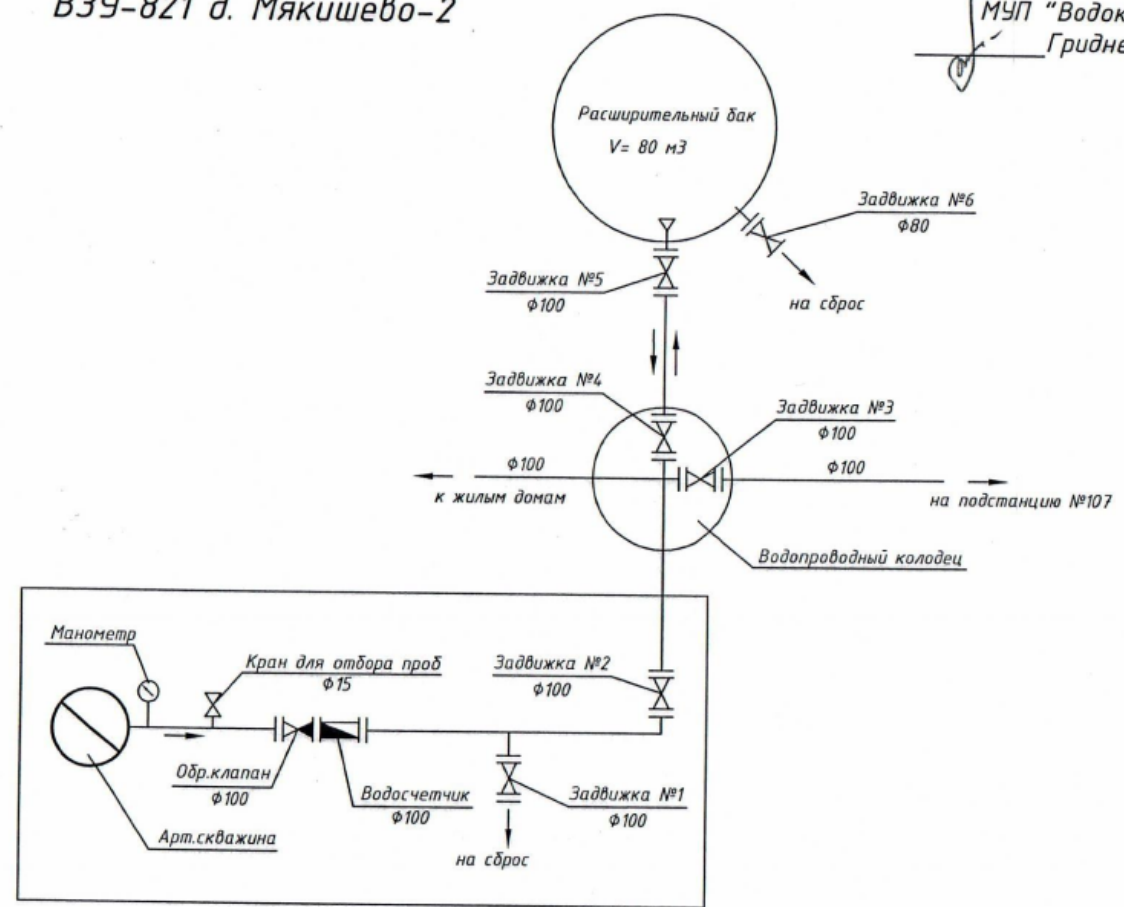 ВЗУ-821 д. Мякишево-2
МУП "Водок
Гридне
Расширительный бак
V= 80 м3
Задвижка №6
ф80
на сброс
Задвижка №5
ф100
Задвижка №4
ф100
Задвижка №3
ф100
ф100
к жилым домам
ф100
на подстанцию №107
Водопроводный колодец
Манометр
Кран для отбора проб
ф15
Задвижка №2
ф100
Обр.клапан
ф100
Водосчетчик
ф100
Задвижка №1
ф100
Арт.скважина
на сброс